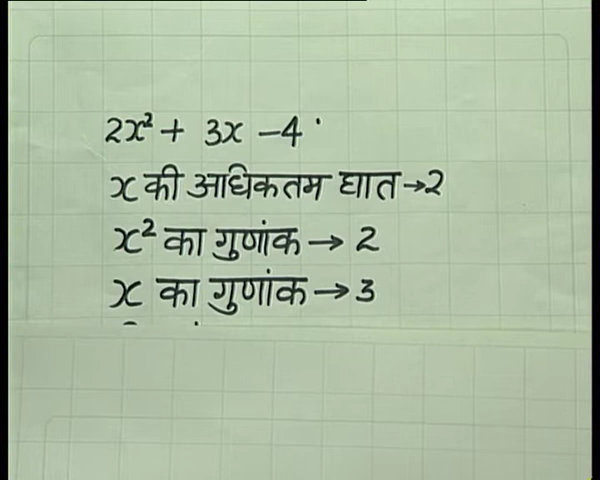 2x² + 3x - 4
x की अधिकतम घात → 2
x² का गुणांक → 2
x का गुणांक → 3